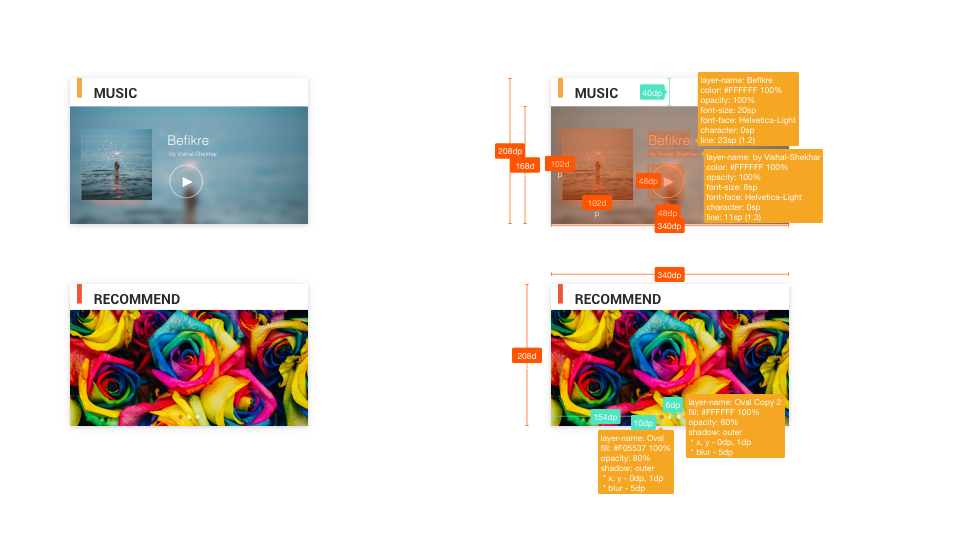 MUSIC
Befikre
by Vishal-Shekhar
RECOMMEND
MUSIC
40dp
208dp
168d
102d
p
102d
p
Befikre
by Vishal-Shekhar
48dp
48dp
340dp
layer-name: Befikre
color: #FFFFFF 100%
opacity: 100%
font-size: 20sp
font-face: Helvetica-Light
character: 0sp
line: 23sp (1.2)
layer-name: by Vishal-Shekhar
color: #FFFFFF 100%
opacity: 100%
font-size: 8sp
font-face: Helvetica-Light
character: 0sp
line: 11sp (1.3)
340dp
RECOMMEND
208d
6dp
154dp
10dp
layer-name: Oval Copy 2
fill: #FFFFFF 100%
opacity: 60%
shadow: outer
* x, y - 0dp, 1dp
* blur - 5dp
layer-name: Oval
fill: #F05537 100%
opacity: 80%
shadow: outer
* x, y - 0dp, 1dp
* blur - 5dp